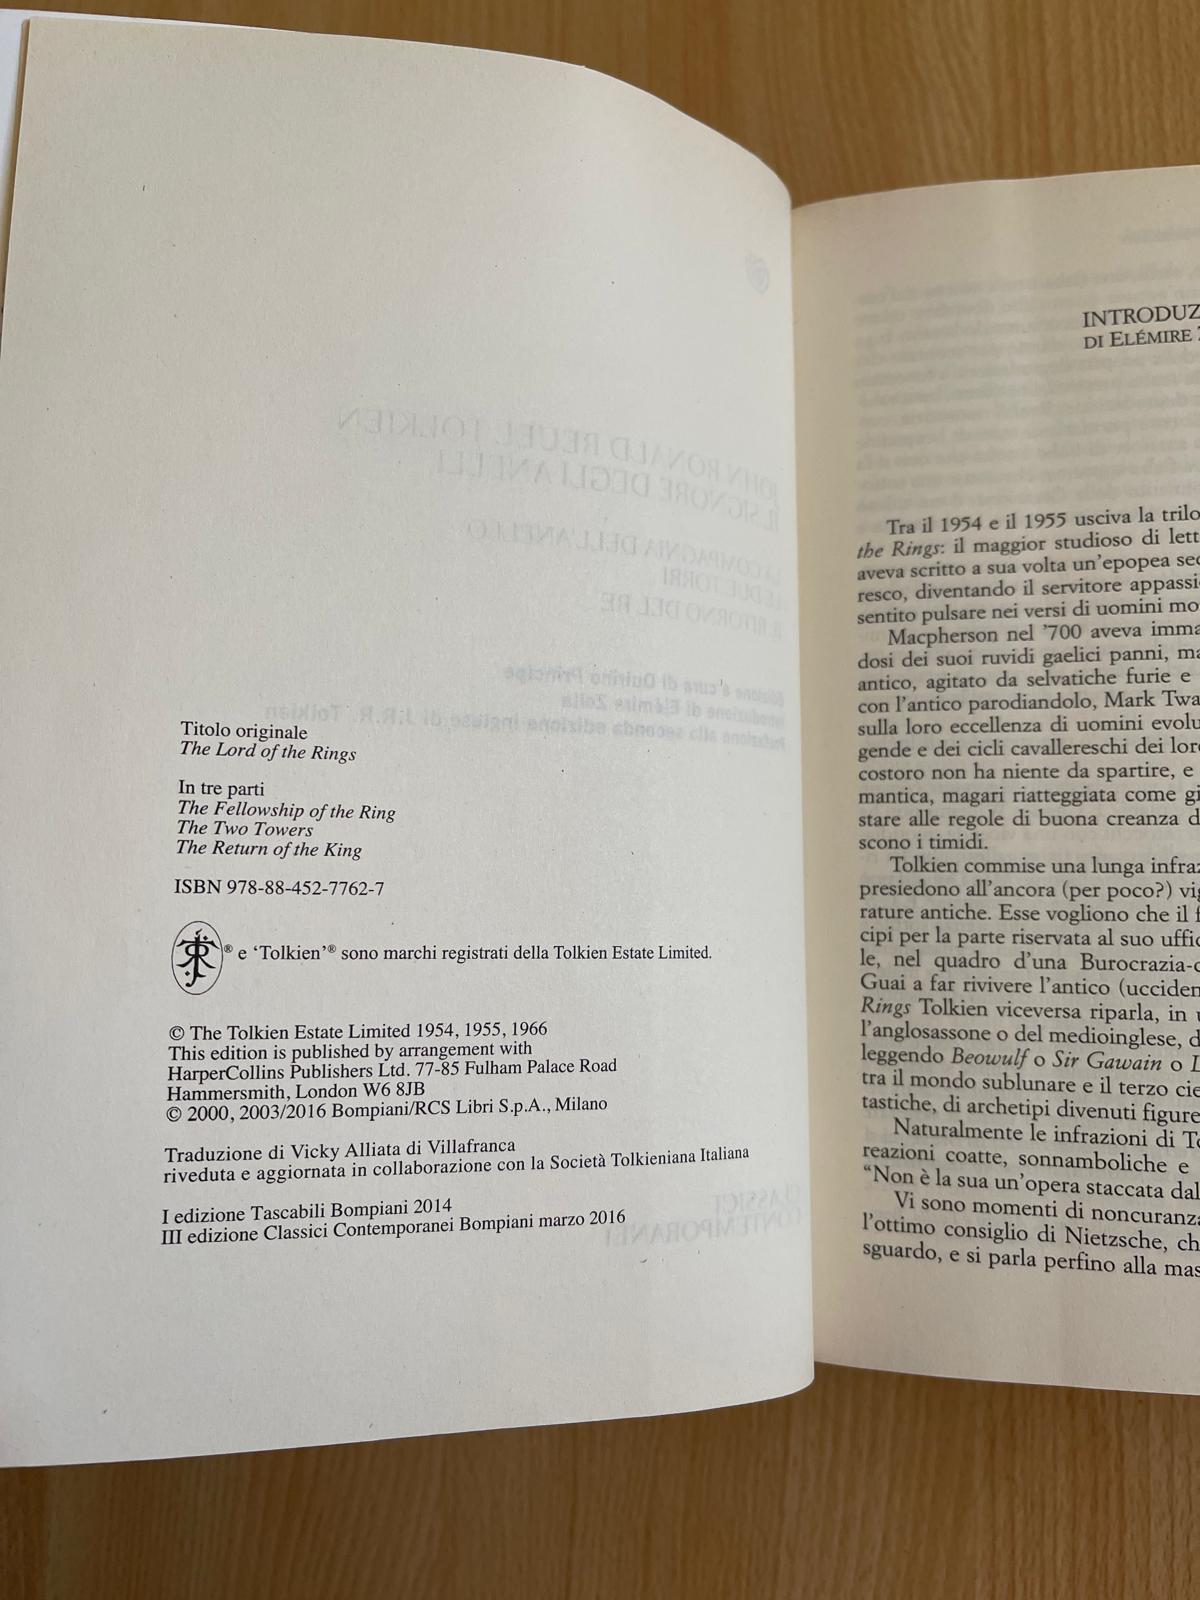 Titolo originale
The Lord of the Rings
In tre parti
The Fellowship of the Ring
The Two Towers
The Return of the King
ISBN 978-88-452-7762-7
® e ‘Tolkien’® sono marchi registrati della Tolkien Estate Limited.
© The Tolkien Estate Limited 1954, 1955, 1966
This edition is published by arrangement with
HarperCollins Publishers Ltd. 77-85 Fulham Palace Road
Hammersmith, London W6 8JB
© 2000, 2003/2016 Bompiani/RCS Libri S.p.A., Milano
Traduzione di Vicky Alliata di Villafranca
riveduta e aggiornata in collaborazione con la Società Tolkieniana Italiana
I edizione Tascabili Bompiani 2014
III edizione Classici Contemporanei Bompiani marzo 2016
INTRODUZ
DI ELÉMIRE
Tra il 1954 e il 1955 usciva la trilo
the Rings: il maggior studioso di lett
aveva scritto a sua volta un’epopea sec
resco, diventando il servitore appassi
sentito pulsare nei versi di uomini mo
Macpherson nel ’700 aveva imma
dosi dei suoi ruvidi gaelici panni, ma
antico, agitato da selvatiche furie e
con l’antico parodiandolo, Mark Twa
sulla loro eccellenza di uomini evolu
gende e dei cicli cavallereschi dei lor
costoro non ha niente da spartire, e
mantica, magari riatteggiata come gi
stare alle regole di buona creanza d
scono i timidi.
Tolkien commise una lunga infraz
presiedono all’ancora (per poco?) vig
rature antiche. Esse vogliono che il f
cipi per la parte riservata al suo uffic
le, nel quadro d’una Burocrazia-c
Guai a far rivivere l’antico (ucciden
Rings Tolkien viceversa riparla, in u
l’anglosassone o del medioinglese, d
leggendo Beowulf o Sir Gawain o L
tra il mondo sublunare e il terzo cie
tastiche, di archetipi divenuti figure
Naturalmente le infrazioni di To
reazioni coatte, sonnamboliche e
“Non è la sua un’opera staccata dal
Vi sono momenti di noncuranza
l’ottimo consiglio di Nietzsche, ch
sguardo, e si parla perfino alla mas